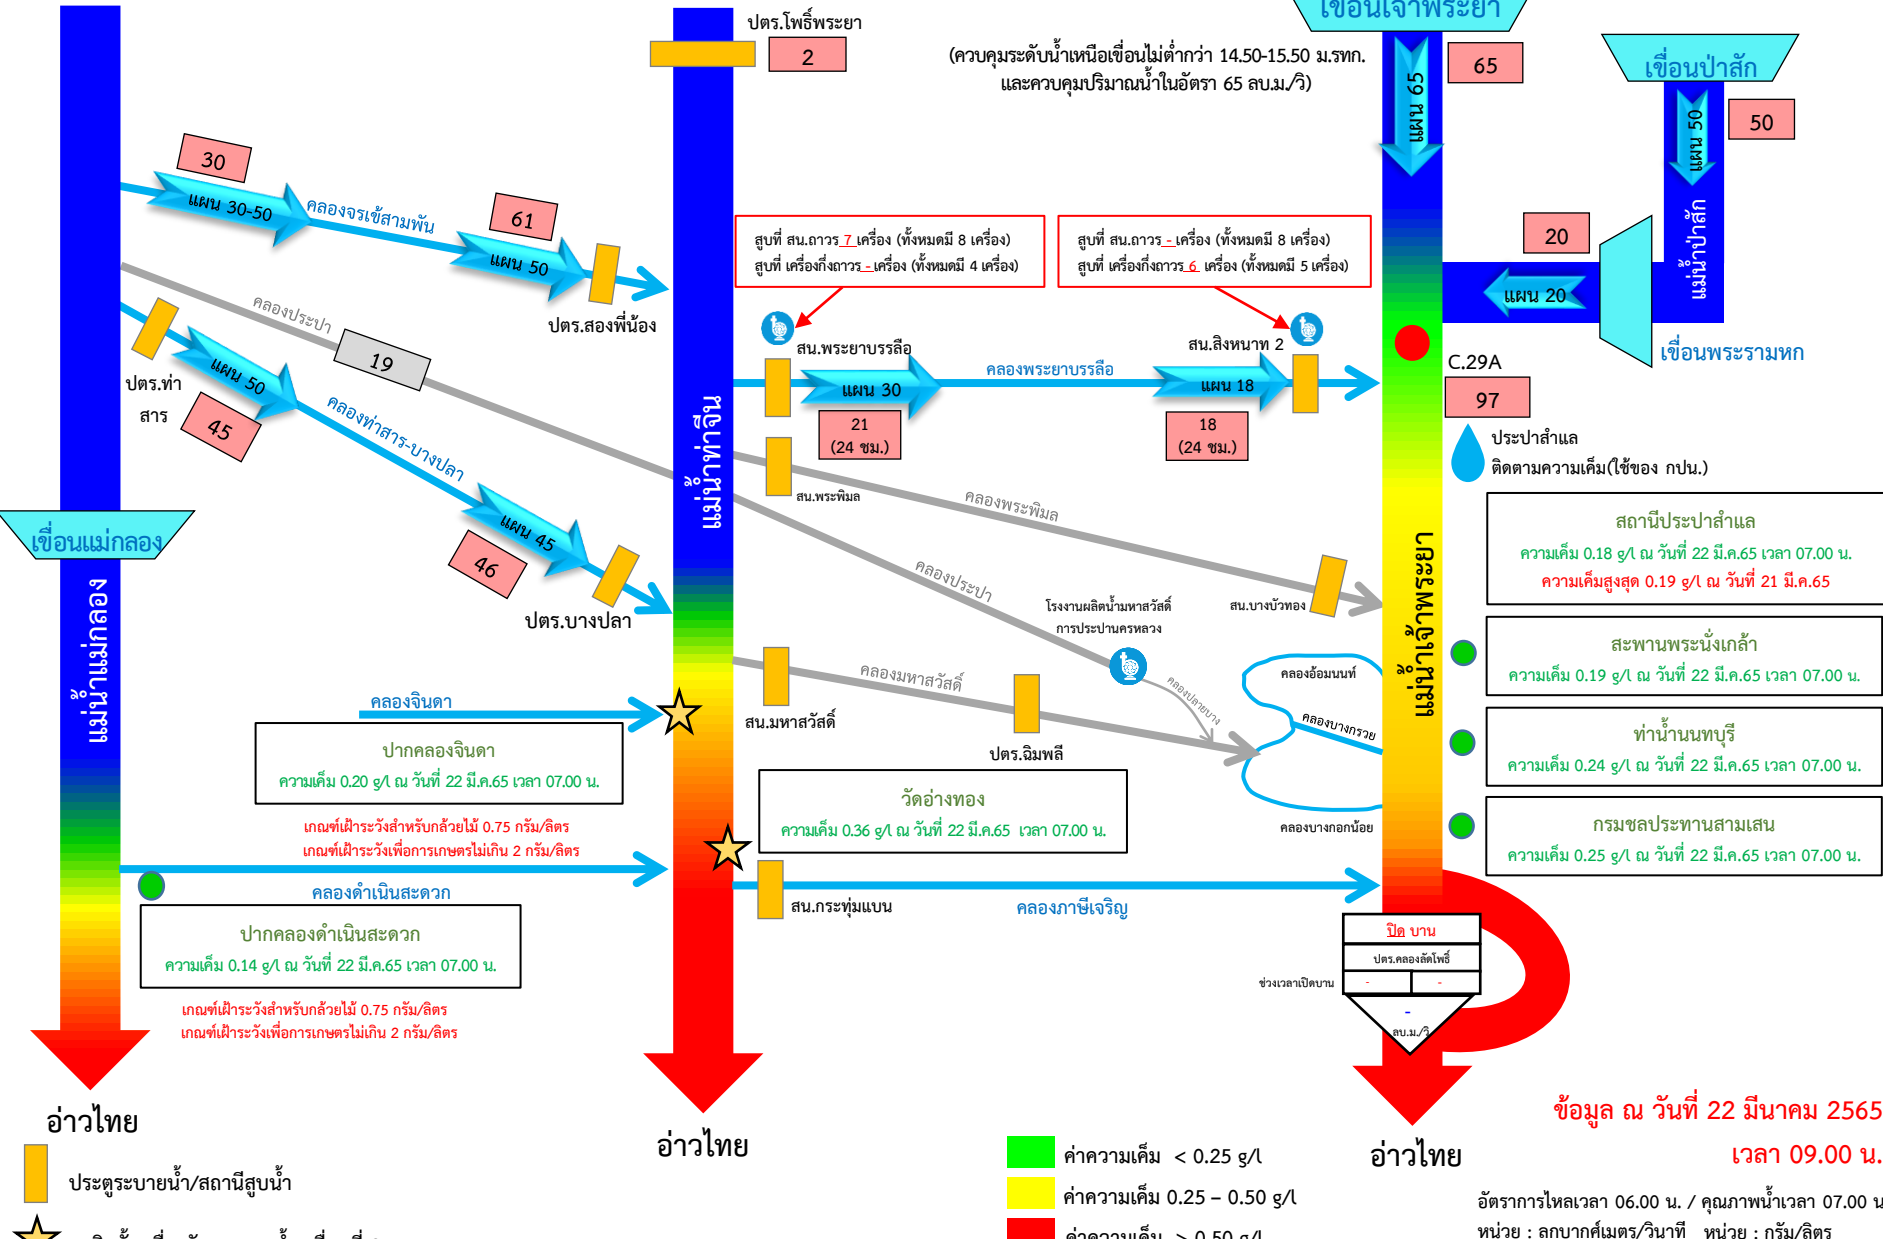 เขื่อนเจ้าพระยา
ปตร.โพธิ์พระยา
2
(ควบคุมระดับน้ำเหนือเขื่อนไม่ต่ำกว่า 14.50-15.50 ม.รทก.
และควบคุมปริมาณน้ำในอัตรา 65 ลบ.ม./วิ)
แผน 65
65
เขื่อนป่าสัก
แผน 50
50
แม่น้ำป่าสัก
20
แผน 20
เขื่อนพระรามหก
30
แผน 30-50
คลองจรเข้สามพัน
61
แผน 50
ปตร.สองพี่น้อง
สูบที่ สน.ถาวร 7 เครื่อง (ทั้งหมดมี 8 เครื่อง)
สูบที่ เครื่องกึ่งถาวร - เครื่อง (ทั้งหมดมี 4 เครื่อง)
สูบที่ สน.ถาวร - เครื่อง (ทั้งหมดมี 8 เครื่อง)
สูบที่ เครื่องกึ่งถาวร 6 เครื่อง (ทั้งหมดมี 5 เครื่อง)
คลองประปา
19
ปตร.ท่า
สาร
แผน 50
45
คลองท่าสาร-บางปลา
แผน 45
46
ปตร.บางปลา
แม่น้ำท่าจีน
สน.พระยาบรรลือ
แผน 30
21
(24 ชม.)
คลองพระยาบรรลือ
สน.สิงหนาท 2
แผน 18
18
(24 ชม.)
C.29A
97
ประปาสำแล
ติดตามความเค็ม(ใช้ของ กปน.)
สน.พระพิมล
คลองพระพิมล
สน.บางบัวทอง
คลองประปา
โรงงานผลิตน้ำมหาสวัสดิ์
การประปานครหลวง
คลองปลายบาง
แม่น้ำเจ้าพระยา
สถานีประปาสำแล
ความเค็ม 0.18 g/l ณ วันที่ 22 มี.ค.65 เวลา 07.00 น.
ความเค็มสูงสุด 0.19 g/l ณ วันที่ 21 มี.ค.65
สะพานพระนั่งเกล้า
ความเค็ม 0.19 g/l ณ วันที่ 22 มี.ค.65 เวลา 07.00 น.
ท่าน้ำนนทบุรี
ความเค็ม 0.24 g/l ณ วันที่ 22 มี.ค.65 เวลา 07.00 น.
กรมชลประทานสามเสน
ความเค็ม 0.25 g/l ณ วันที่ 22 มี.ค.65 เวลา 07.00 น.
เขื่อนแม่กลอง
แม่น้ำแม่กลอง
คลองจินดา
ปากคลองจินดา
ความเค็ม 0.20 g/l ณ วันที่ 22 มี.ค.65 เวลา 07.00 น.
เกณฑ์เฝ้าระวังสำหรับกล้วยไม้ 0.75 กรัม/ลิตร
เกณฑ์เฝ้าระวังเพื่อการเกษตรไม่เกิน 2 กรัม/ลิตร
สน.มหาสวัสดิ์
คลองมหาสวัสดิ์
ปตร.ฉิมพลี
คลองอ้อมนนท์
คลองบางกรวย
คลองบางกอกน้อย
วัดอ่างทอง
ความเค็ม 0.36 g/l ณ วันที่ 22 มี.ค.65 เวลา 07.00 น.
คลองดำเนินสะดวก
ปากคลองดำเนินสะดวก
ความเค็ม 0.14 g/l ณ วันที่ 22 มี.ค.65 เวลา 07.00 น.
เกณฑ์เฝ้าระวังสำหรับกล้วยไม้ 0.75 กรัม/ลิตร
เกณฑ์เฝ้าระวังเพื่อการเกษตรไม่เกิน 2 กรัม/ลิตร
สน.กระทุ่มแบน
คลองภาษีเจริญ
ปิด บาน
ปตร.คลองลัดโพธิ์
ช่วงเวลาเปิดบาน
- -
-
ลบ.ม./วิ
อ่าวไทย
อ่าวไทย
อ่าวไทย
ข้อมูล ณ วันที่ 22 มีนาคม 2565
เวลา 09.00 น.
อัตราการไหลเวลา 06.00 น. / คุณภาพน้ำเวลา 07.00 น
หน่วย : ลูกบาศก์เมตร/วินาที หน่วย : กรัม/ลิตร
ประตูระบายน้ำ/สถานีสูบน้ำ
ค่าความเค็ม < 0.25 g/l
ค่าความเค็ม 0.25 – 0.50 g/l
ค่าความเค็ม > 0.50 g/l